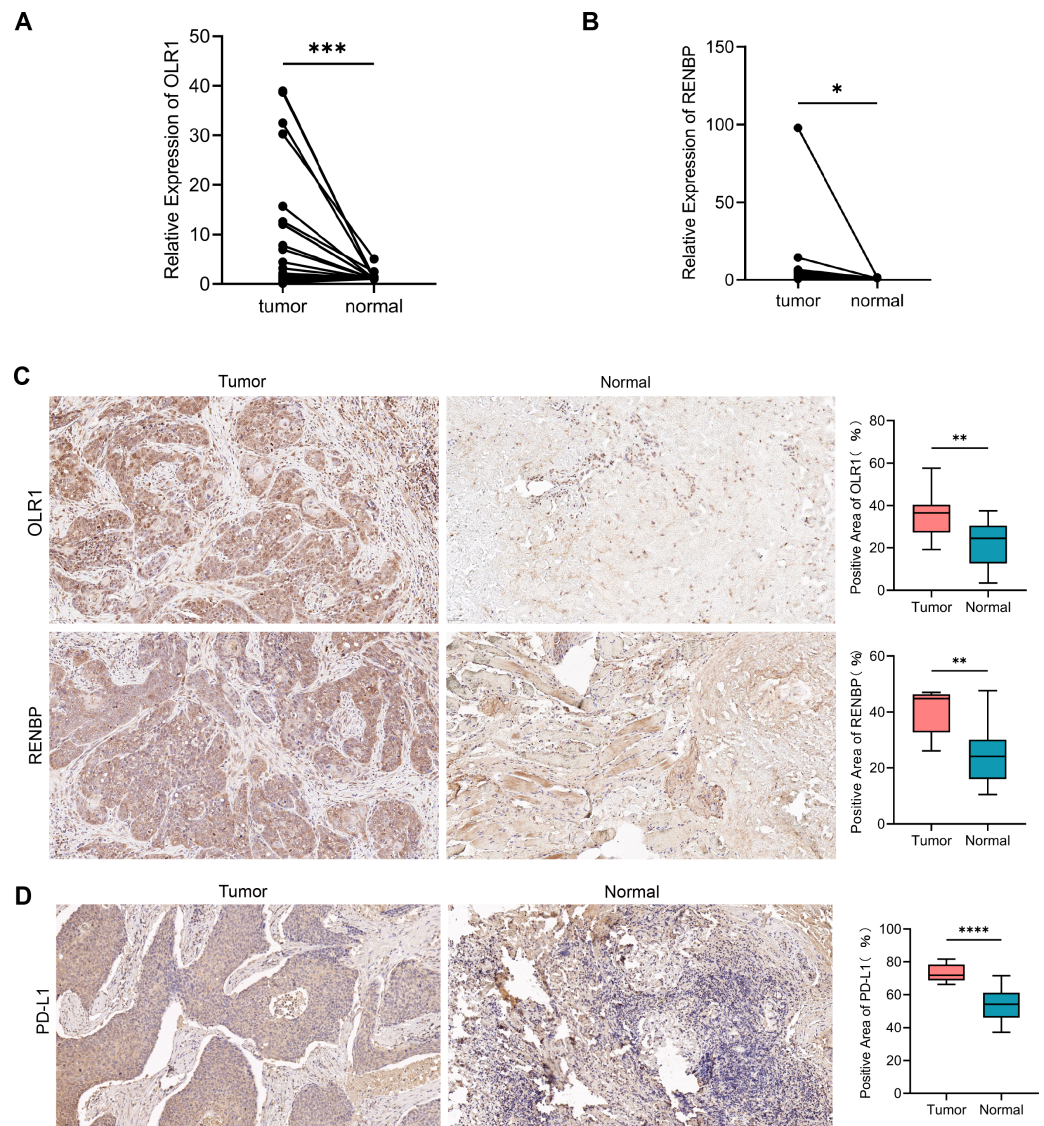 A
Relative Expression of OLR1
50
40
30
20
10
0
***
tumor
normal
B
Relative Expression of RENBP
150
100
50
0
*
tumor
normal
C
Tumor
Normal
OLR1
Positive Area of OLR1（ %）
80
60
40
20
0
**
Tumor
Normal
RENBP
Positive Area of RENBP（%）
60
40
20
0
**
Tumor
Normal
D
Tumor
Normal
PD-L1
Positive Area of PD-L1（ %）
100
80
60
40
20
0
****
Tumor
Normal